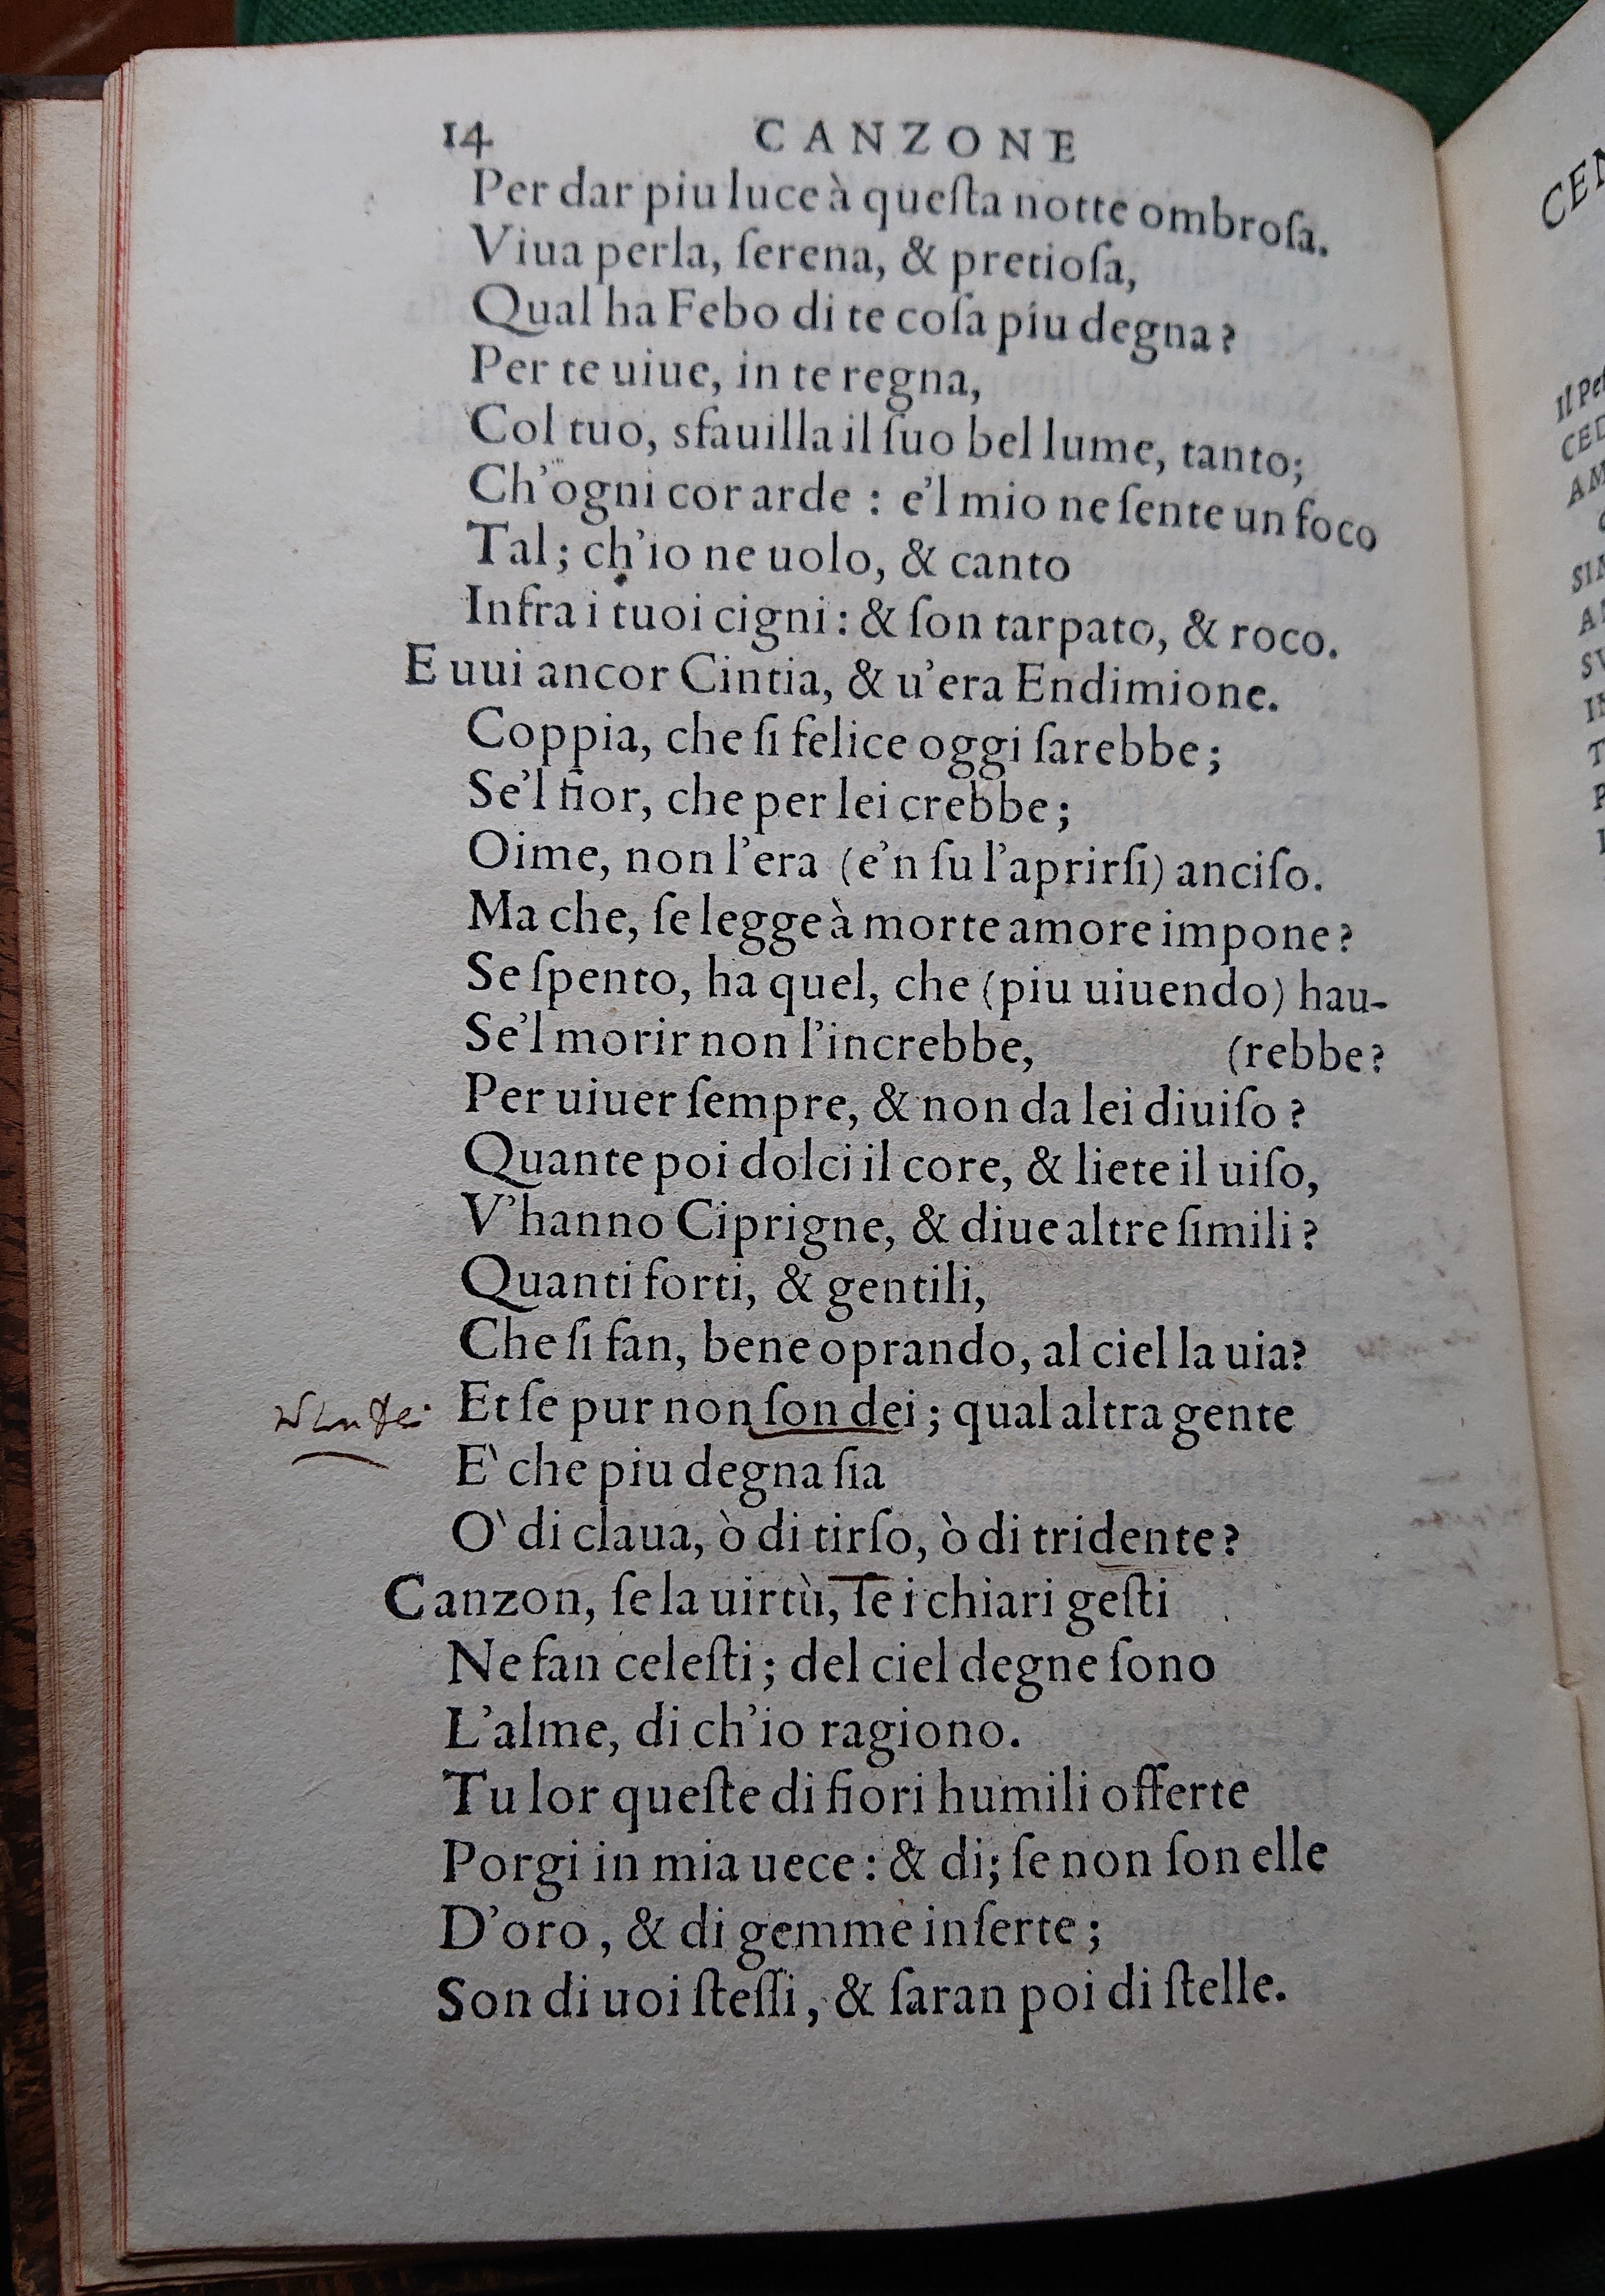 14 CANZONE
Per dar piu luce à queſta notte ombroſa.
Viua perla, ſerena, & pretioſa,
Qual ha Febo di te coſa piu degna?
Per te uiue, in te regna,
Col tuo, sfauilla il ſuo bel lume, tanto;
Ch'ogni cor arde : e'l mio ne ſente un foco
Tal; ch'io ne uolo, & canto
Infra i tuoi cigni: & ſon tarpato, & roco.
E uui ancor Cintia, & u'era Endimione.
Coppia, che ſi felice oggi ſarebbe;
Se'l fior, che per lei crebbe;
Oime, non l'era (e'n ſu l'aprirſi) anciſo.
Ma che, ſe legge à morte amore impone?
Se ſpento, ha quel, che (piu uiuendo) hau-
Se'l morir non l'increbbe, (rebbe?
Per uiuer ſempre, & non da lei diuiſo?
Quante poi dolci il core, & liete il uiſo,
V'hanno Ciprigne, & diue altre ſimili?
Quanti forti, & gentili,
Che ſi fan, bene oprando, al ciel la uia?
Et ſe pur non ſon dei; qual altra gente
E' che piu degna ſia
O' di claua, ò di tirſo, ò di tridente?
Canzon, ſe la uirtù, ſe i chiari geſti
Ne fan celeſti; del ciel degne ſono
L'alme, di ch'io ragiono.
Tu lor queſte di fiori humili offerte
Porgi in mia uece: & di; ſe non ſon elle
D'oro, & di gemme inſerte;
Son di uoi ſteſſi, & ſaran poi di ſtelle.
CEN
Il Pet
CED
AM